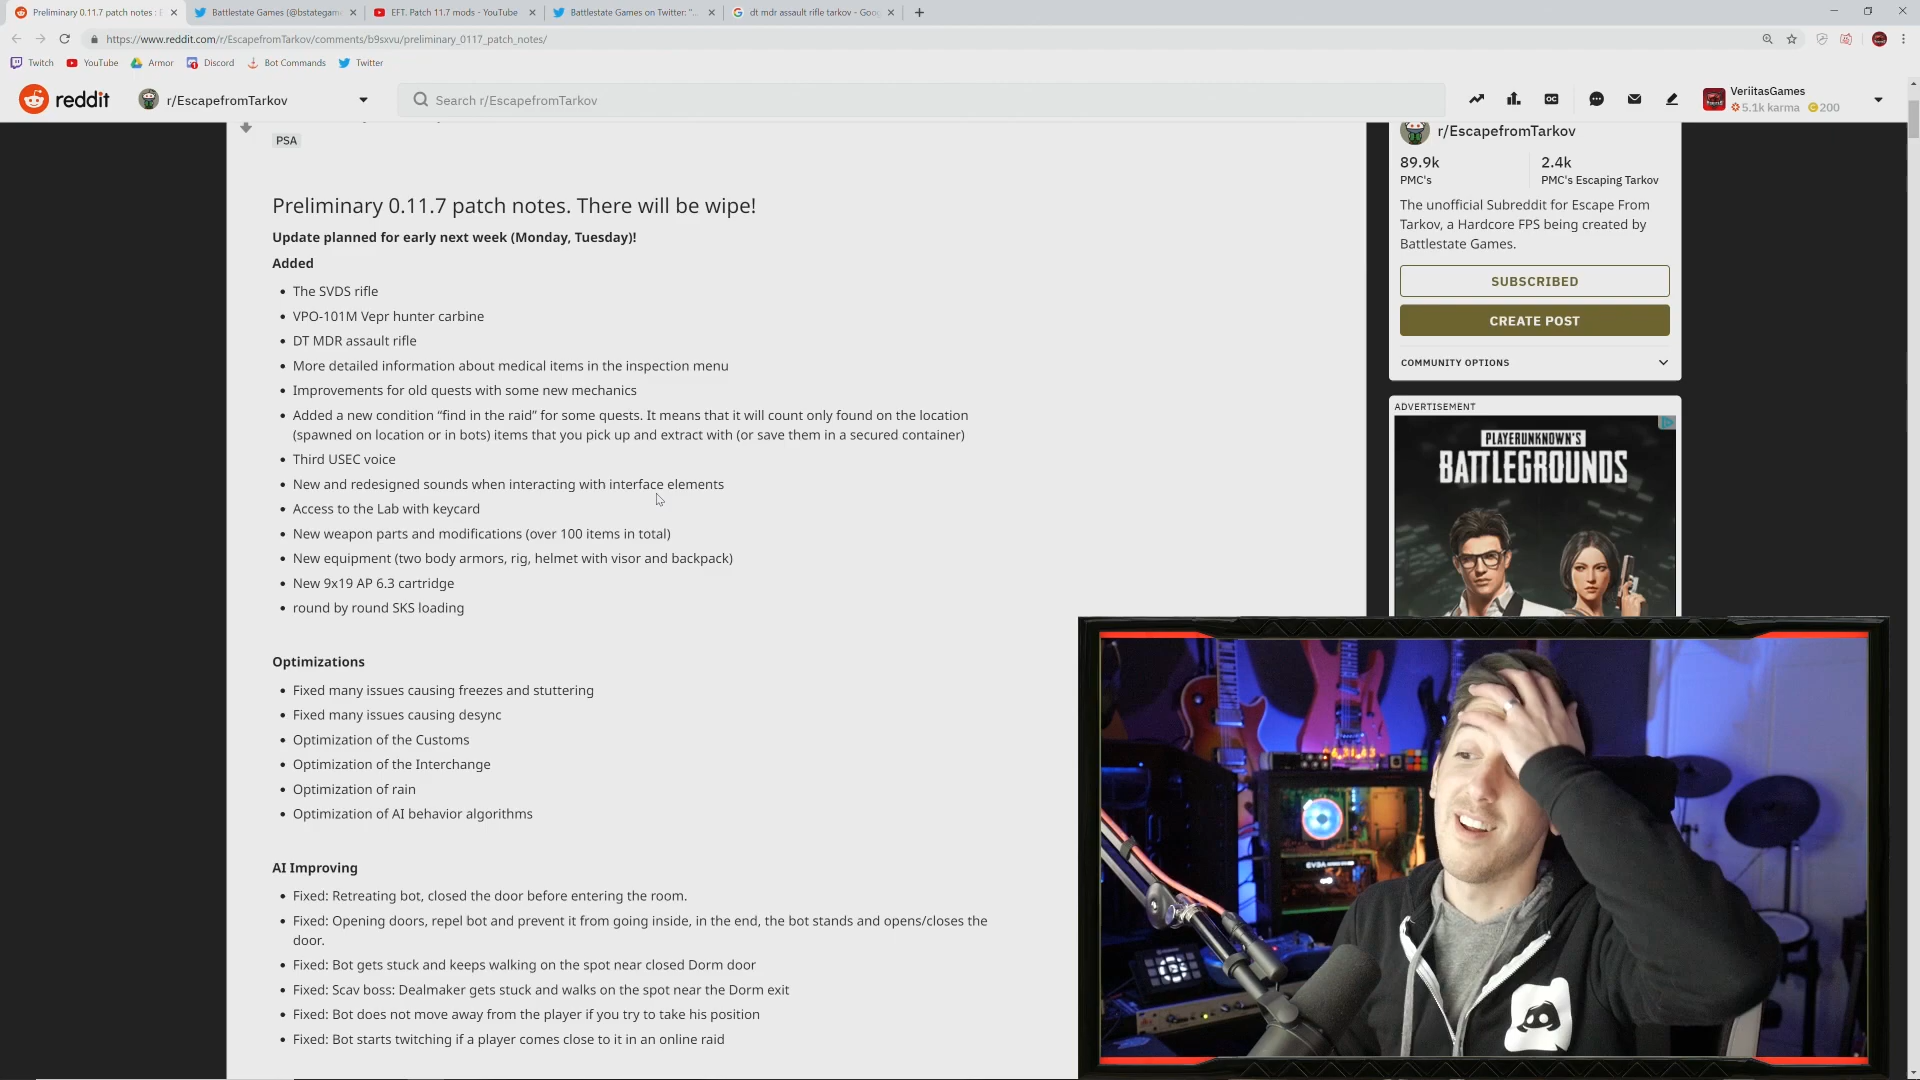 Preliminary 0.11.7 patch notes : E
Battlestate Games (@bstategam
EFT. Patch 11.7 mods - YouTube
Battlestate Games on Twitter: "...
dt mdr assault rifle tarkov - Goo
https://www.reddit.com/r/EscapefromTarkov/comments/b9sxvu/preliminary_0117_patch_notes/
Twitch
YouTube
Armor
Discord
Bot Commands
Twitter
reddit
r/EscapefromTarkov
Search r/EscapefromTarkov
VeriitasGames
5.1k karma
200
PSA
Preliminary 0.11.7 patch notes. There will be wipe!
Update planned for early next week (Monday, Tuesday)!
Added
• The SVDS rifle
• VPO-101M Vepr hunter carbine
• DT MDR assault rifle
• More detailed information about medical items in the inspection menu
• Improvements for old quests with some new mechanics
• Added a new condition “find in the raid” for some quests. It means that it will count only found on the location
(spawned on location or in bots) items that you pick up and extract with (or save them in a secured container)
• Third USEC voice
• New and redesigned sounds when interacting with interface elements
• Access to the Lab with keycard
• New weapon parts and modifications (over 100 items in total)
• New equipment (two body armors, rig, helmet with visor and backpack)
• New 9x19 AP 6.3 cartridge
• round by round SKS loading
Optimizations
• Fixed many issues causing freezes and stuttering
• Fixed many issues causing desync
• Optimization of the Customs
• Optimization of the Interchange
• Optimization of rain
• Optimization of AI behavior algorithms
AI Improving
• Fixed: Retreating bot, closed the door before entering the room.
• Fixed: Opening doors, repel bot and prevent it from going inside, in the end, the bot stands and opens/closes the
door.
• Fixed: Bot gets stuck and keeps walking on the spot near closed Dorm door
• Fixed: Scav boss: Dealmaker gets stuck and walks on the spot near the Dorm exit
• Fixed: Bot does not move away from the player if you try to take his position
• Fixed: Bot starts twitching if a player comes close to it in an online raid
r/EscapefromTarkov
89.9k
2.4k
PMC's
PMC's Escaping Tarkov
The unofficial Subreddit for Escape From
Tarkov, a Hardcore FPS being created by
Battlestate Games.
SUBSCRIBED
CREATE POST
COMMUNITY OPTIONS
ADVERTISEMENT
PLAYERUNKNOWN'S
BATTLEGROUNDS
EVGA